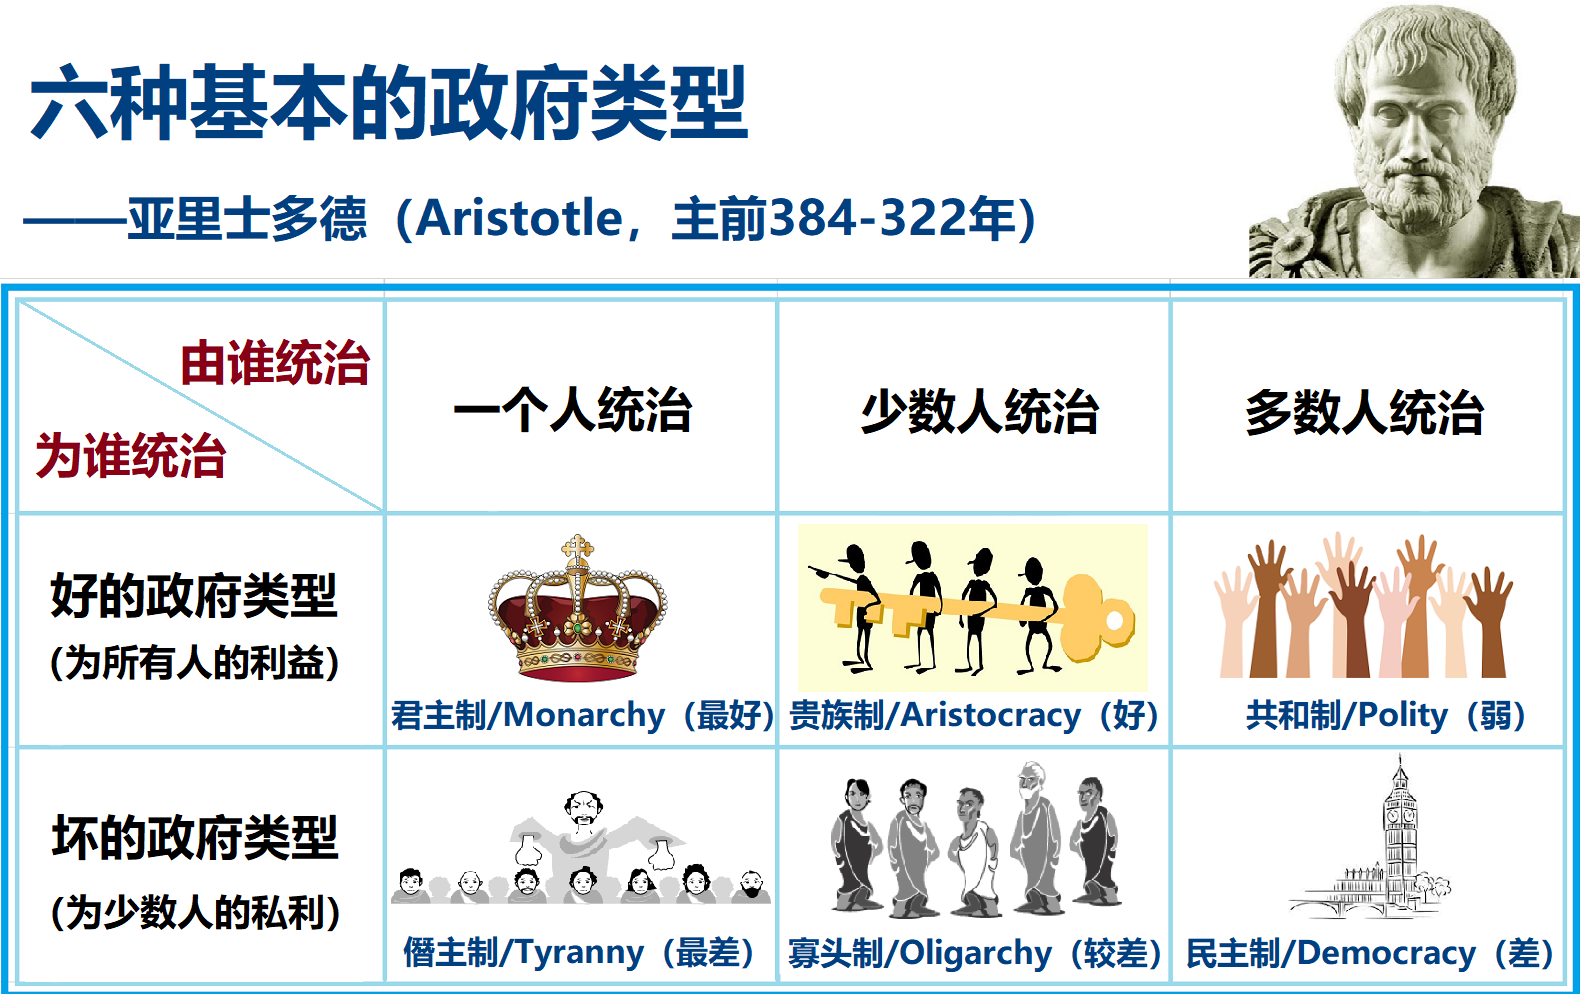 六种基本的政府类型
——亚里士多德（Aristotle，主前384-322年）
由谁统治
为谁统治
一个人统治
少数人统治
多数人统治
好的政府类型
(为所有人的利益)
君主制/Monarchy（最好）
贵族制/Aristocracy（好）
共和制/Polity（弱）
坏的政府类型
(为少数人的私利)
僭主制/Tyranny（最差）
寡头制/Oligarchy（较差）
民主制/Democracy（差）